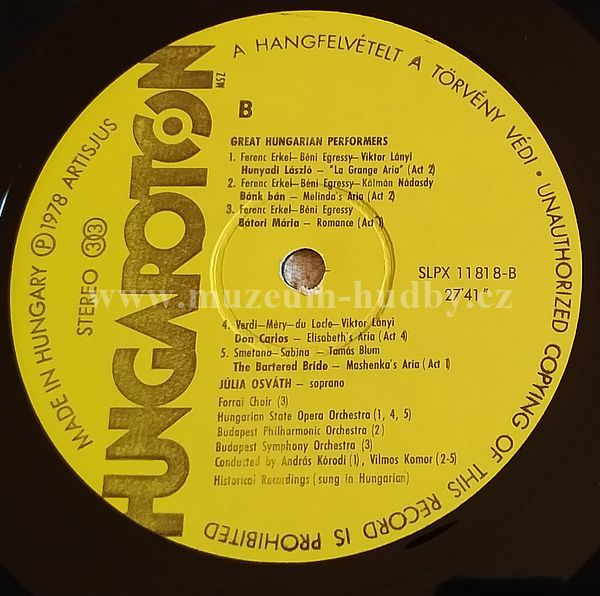 A HANGFELVÉTELT A TÖRVÉNY VÉDI • UNAUTHORIZED COPYING OF THIS RECORD IS PROHIBITED
MADE IN HUNGARY Ⓟ 1978 ARTISJUS
STEREO 33
HUNGAROTON
MSZ
B
GREAT HUNGARIAN PERFORMERS
1. Ferenc Erkel—Béni Egressy— Viktor Lányi
Hunyadi László — "La Grange Aria" (Act 2)
2. Ferenc Erkel—Béni Egressy—Kálmán Nádasdy
Bánk bán — Melinda's Aria (Act 2)
3. Ferenc Erkel—Béni Egressy
Bátori Mária — Romance (Act 1)
SLPX 11818-B
27'41"
www.muzeum-hudby.cz
4. Verdi—Méry—du Locle—Viktor Lányi
Don Carlos — Elisabeth's Aria (Act 4)
5. Smetana—Sabina — Tamás Blum
The Bartered Bride — Mashenka's Aria (Act 1)
JÚLIA OSVÁTH — soprano
Forrai Choir (3)
Hungarian State Opera Orchestra (1, 4, 5)
Budapest Philharmonic Orchestra (2)
Budapest Symphony Orchestra (3)
Conducted by András Kórodi (1), Vilmos Komor (2-5)
Historical Recordings (sung in Hungarian)